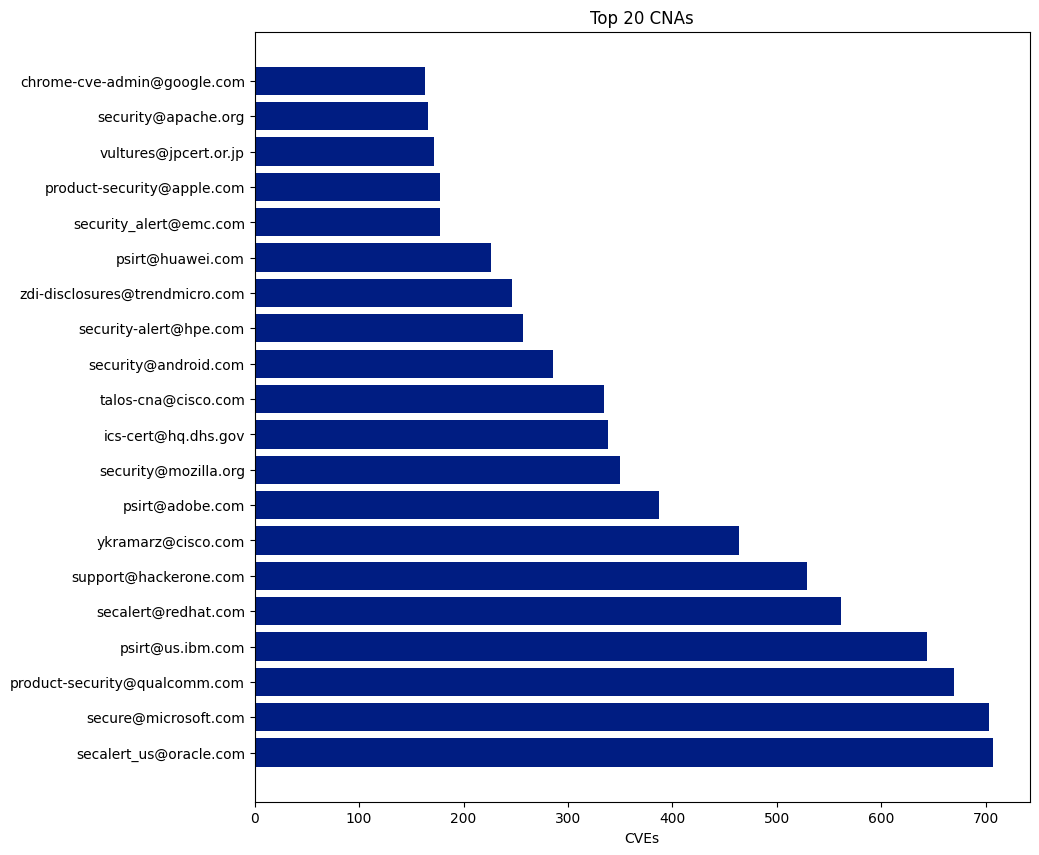 Top 20 CNAs
chrome-cve-admin@google.com
security@apache.org
vultures@jpcert.or.jp
product-security@apple.com
security_alert@emc.com
psirt@huawei.com
zdi-disclosures@trendmicro.com
security-alert@hpe.com
security@android.com
talos-cna@cisco.com
ics-cert@hq.dhs.gov
security@mozilla.org
psirt@adobe.com
ykramarz@cisco.com
support@hackerone.com
secalert@redhat.com
psirt@us.ibm.com
product-security@qualcomm.com
secure@microsoft.com
secalert_us@oracle.com
0 100 200 300 400 500 600 700
CVEs